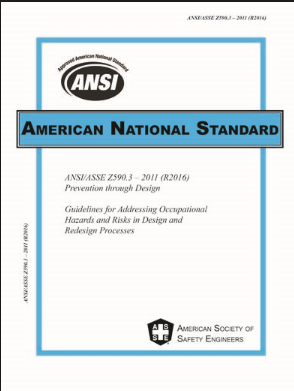 ANSI/ASSE Z590.3 – 2011 (R2016)
Approved American National Standard
ANSI
AMERICAN NATIONAL STANDARD
ANSI/ASSE Z590.3 – 2011 (R2016)
Prevention through Design
Guidelines for Addressing Occupational
Hazards and Risks in Design and
Redesign Processes
ANSI/ASSE Z590.3 – 2011 (R2016)
A S
S E
AMERICAN SOCIETY OF
SAFETY ENGINEERS